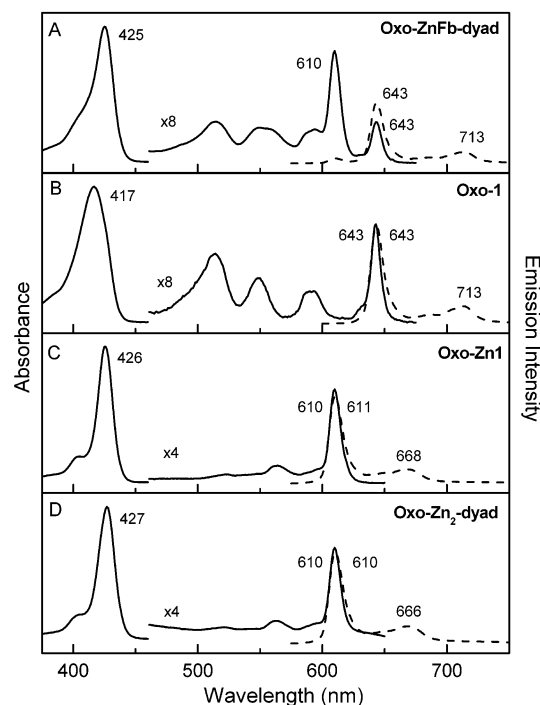 A
425
Oxo-ZnFb-dyad
610
x8
643
643
713
B
417
Oxo-1
x8
643
643
713
C
426
Oxo-Zn1
x4
610
611
668
D
427
Oxo-Zn2-dyad
x4
610
610
666
400
500
600
700
Wavelength (nm)
Absorbance
Emission Intensity